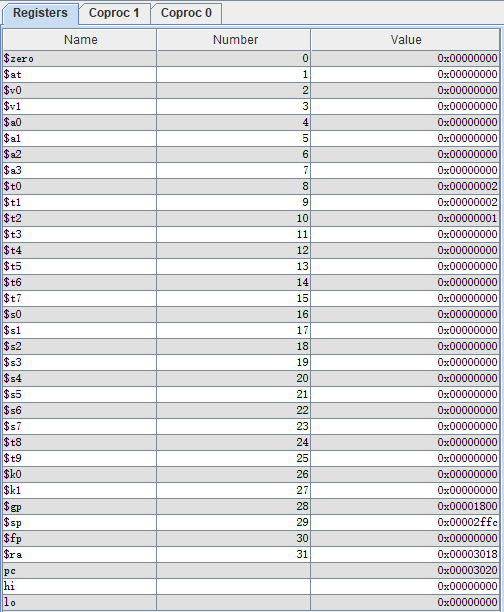 Registers Coproc 1 Coproc 0
Name Number Value
$zero 0 0x00000000
$at 1 0x00000000
$v0 2 0x00000000
$v1 3 0x00000000
$a0 4 0x00000000
$a1 5 0x00000000
$a2 6 0x00000000
$a3 7 0x00000000
$t0 8 0x00000002
$t1 9 0x00000002
$t2 10 0x00000001
$t3 11 0x00000000
$t4 12 0x00000000
$t5 13 0x00000000
$t6 14 0x00000000
$t7 15 0x00000000
$s0 16 0x00000000
$s1 17 0x00000000
$s2 18 0x00000000
$s3 19 0x00000000
$s4 20 0x00000000
$s5 21 0x00000000
$s6 22 0x00000000
$s7 23 0x00000000
$t8 24 0x00000000
$t9 25 0x00000000
$k0 26 0x00000000
$k1 27 0x00000000
$gp 28 0x00001800
$sp 29 0x00002ffc
$fp 30 0x00000000
$ra 31 0x00003018
pc 0x00003020
hi 0x00000000
lo 0x00000000